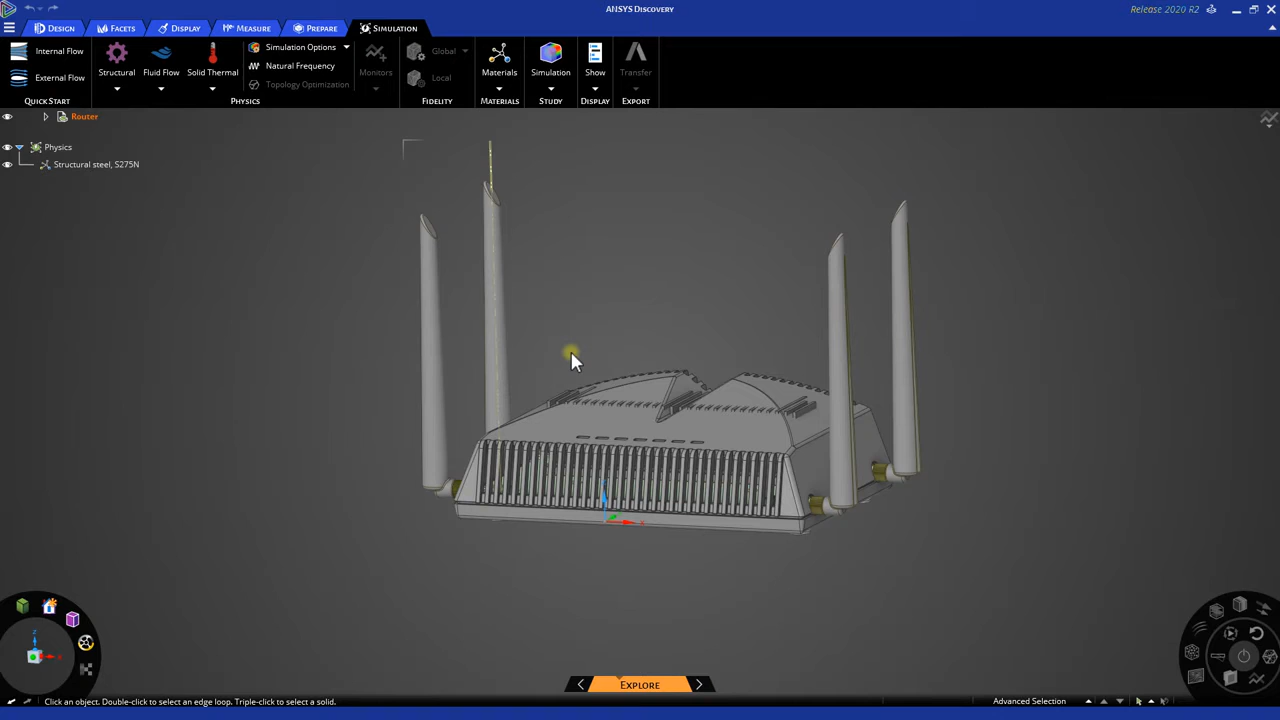 ANSYS Discovery
Release 2020 R2
Design Facets Display Measure Prepare Simulation
Internal Flow
External Flow
Quick Start
Structural Fluid Flow Solid Thermal
Simulation Options
Natural Frequency
Topology Optimization
Physics
Monitors
Global
Local
Fidelity
Materials
Materials
Simulation
Study
Show
Display
Transfer
Export
Router
Physics
Structural steel, S275N
Z
X
Z
X
Explore
Click an object. Double-click to select an edge loop. Triple-click to select a solid.
Advanced Selection